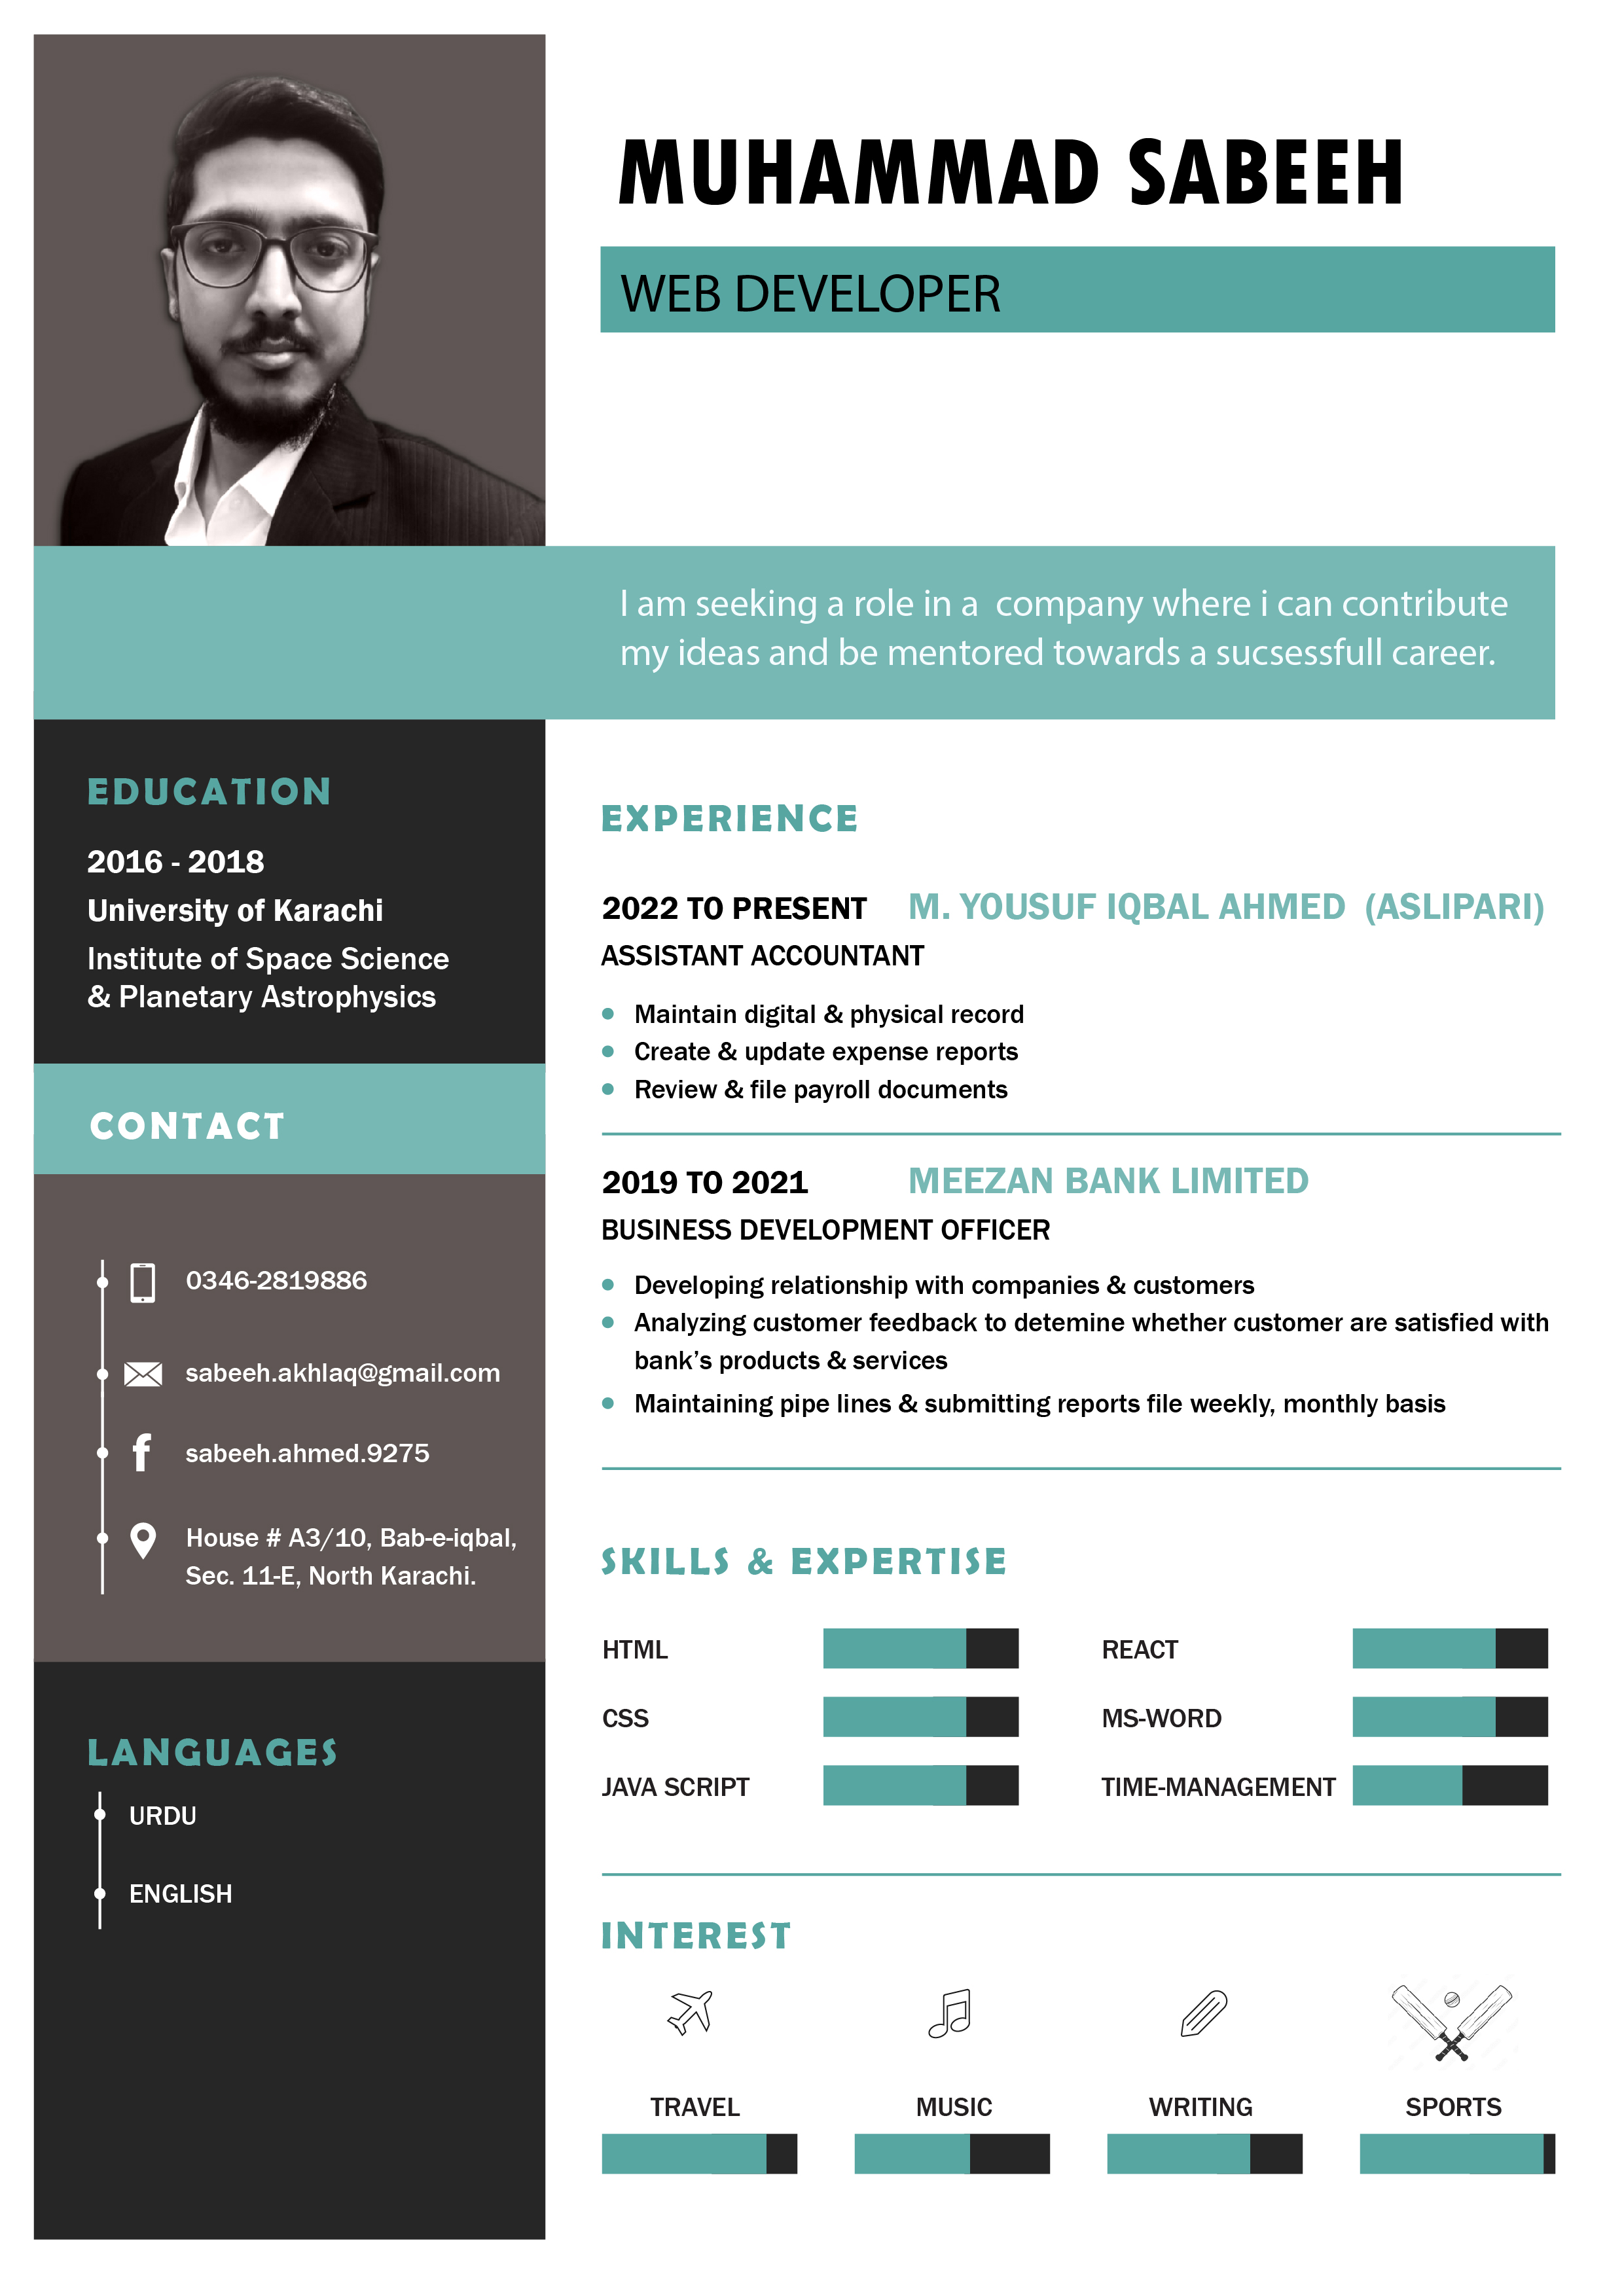 MUHAMMAD SABEEH
WEB DEVELOPER
I am seeking a role in a  company where i can contribute
my ideas and be mentored towards a sucsessfull career.
EDUCATION
2016 - 2018
University of Karachi
Institute of Space Science
& Planetary Astrophysics
CONTACT
0346-2819886
sabeeh.akhlaq@gmail.com
sabeeh.ahmed.9275
House # A3/10, Bab-e-iqbal,
Sec. 11-E, North Karachi.
LANGUAGES
URDU
ENGLISH
EXPERIENCE
2022 TO PRESENT M. YOUSUF IQBAL AHMED (ASLIPARI)
ASSISTANT ACCOUNTANT
Maintain digital & physical record
Create & update expense reports
Review & file payroll documents
2019 TO 2021 MEEZAN BANK LIMITED
BUSINESS DEVELOPMENT OFFICER
Developing relationship with companies & customers
Analyzing customer feedback to detemine whether customer are satisfied with
bank's products & services
Maintaining pipe lines & submitting reports file weekly, monthly basis
SKILLS & EXPERTISE
HTML REACT
CSS MS-WORD
JAVA SCRIPT TIME-MANAGEMENT
INTEREST
TRAVEL MUSIC WRITING SPORTS